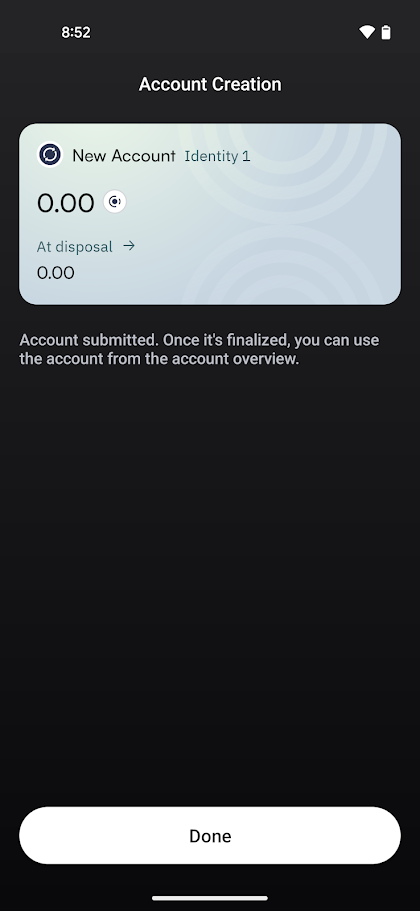 8:52
Account Creation
New Account Identity 1
0.00
At disposal →
0.00
Account submitted. Once it's finalized, you can use
the account from the account overview.
Done